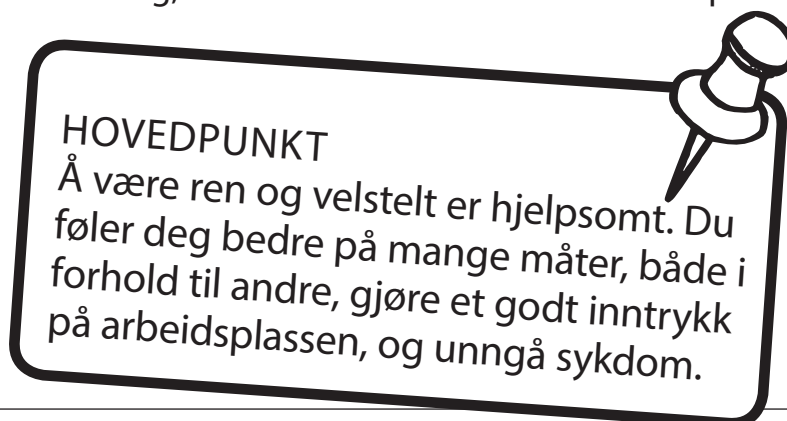 HOVEDPUNKT
Å være ren og velstelt er hjelpsomt. Du
føler deg bedre på mange måter, både i
forhold til andre, gjøre et godt inntrykk
på arbeidsplassen, og unngå sykdom.